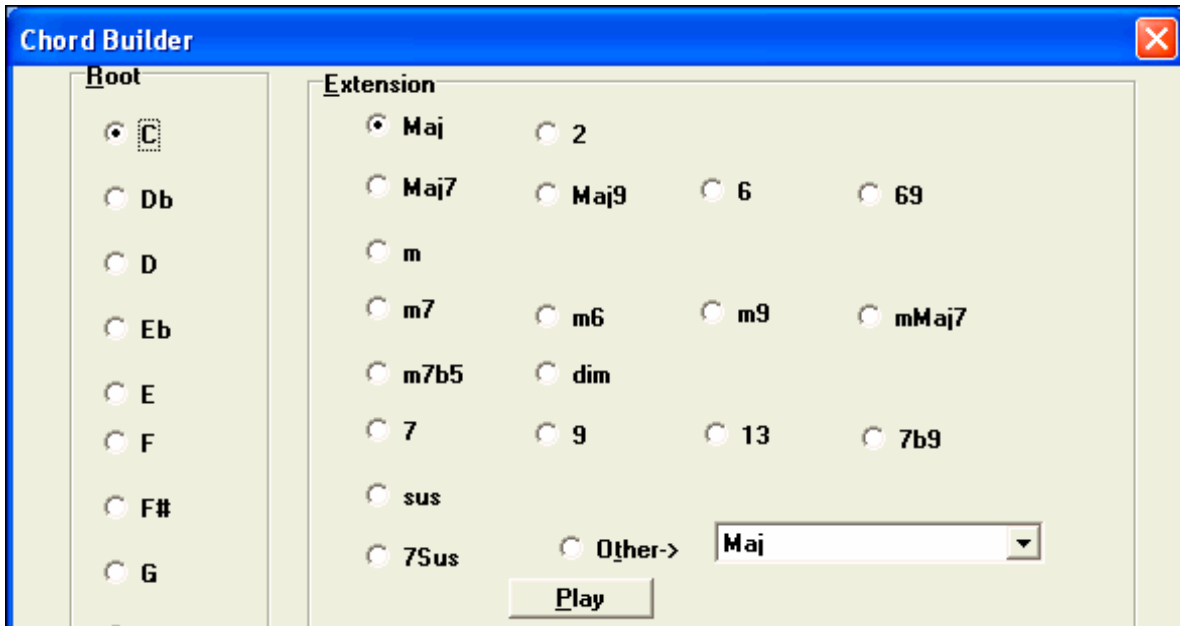 Chord Builder
Root
C
Db
D
Eb
E
F
F#
G
Extension
Maj 2
Maj7 Maj9 6 69
m
m7 m6 m9 mMaj7
m7b5 dim
7 9 13 7b9
sus
7Sus Other-> Maj
Play